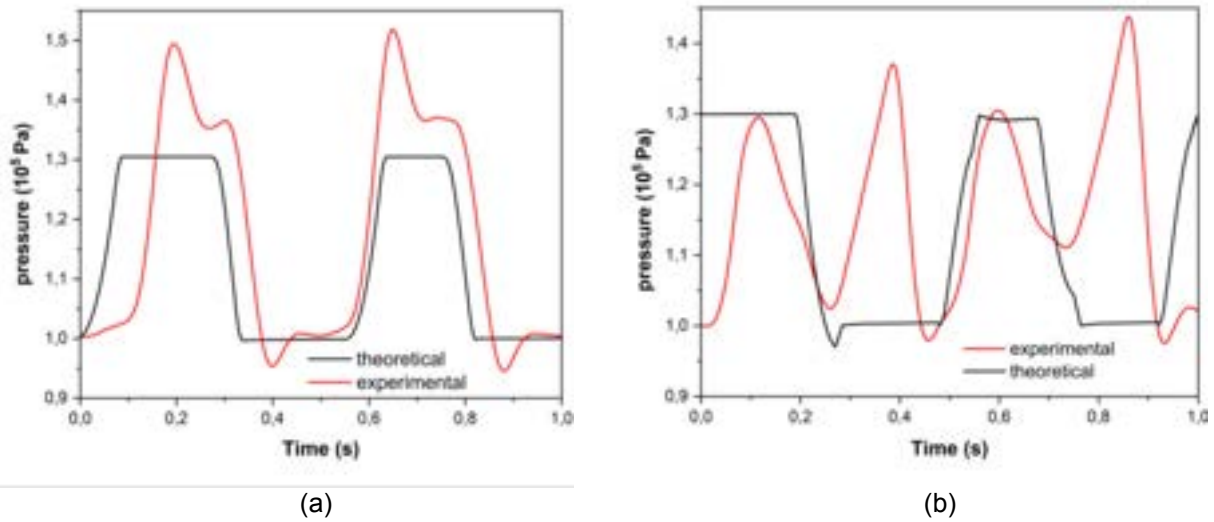 1,5
1,4
1,3
1,2
1,1
1,0
0,9
pressure (10⁵ Pa)
theoretical
experimental
0,0 0,2 0,4 0,6 0,8 1,0
Time (s)
(a)
1,4
1,3
1,2
1,1
1,0
0,9
pressure (10⁵ Pa)
experimental
theoretical
0,0 0,2 0,4 0,6 0,8 1,0
Time (s)
(b)